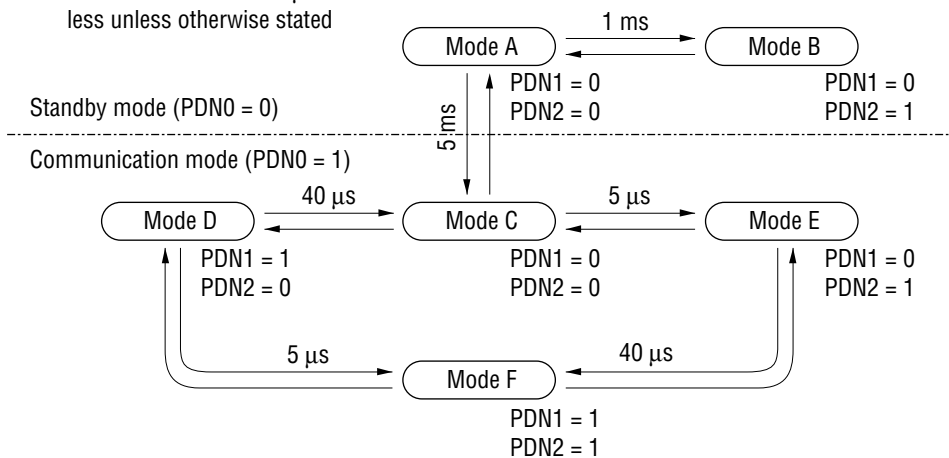 less unless otherwise stated
1 ms
Mode A
Mode B
PDN1 = 0
PDN2 = 0
PDN1 = 0
PDN2 = 1
Standby mode (PDN0 = 0)
5 ms
Communication mode (PDN0 = 1)
40 μs
5 μs
Mode D
Mode C
Mode E
PDN1 = 1
PDN2 = 0
PDN1 = 0
PDN2 = 0
PDN1 = 0
PDN2 = 1
5 μs
40 μs
Mode F
PDN1 = 1
PDN2 = 1